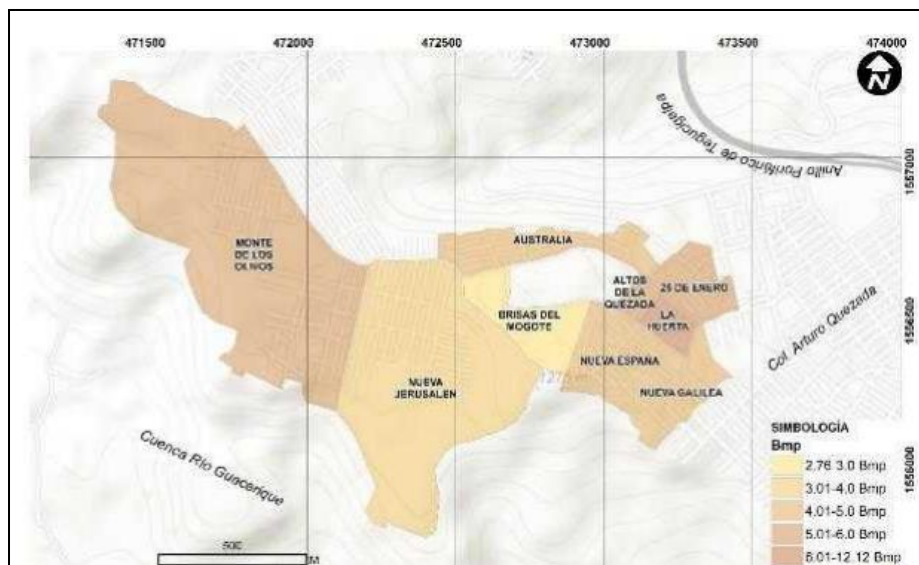 471500 472000 472500 473000 473500 474000
N
Anillo Periférico de Tegucigalpa
1557000
AUSTRALIA
MONTE
DE LOS
OLIVOS
ALTOS
DE LA
QUEZADA
25 DE ENERO
LA
HUERTA
BRISAS DEL
MOGOTE
1556500
Col. Arturo Quezada
NUEVA ESPAÑA
NUEVA
JERUSALEN
NUEVA GALILEA
Cuenca Río Guacerique
1556000
SIMBOLOGÍA
Bmp
2.76 3.0 Bmp
3.01-4.0 Bmp
4.01-5.0 Bmp
5.01-6.0 Bmp
6.01-12.12 Bmp
500
M